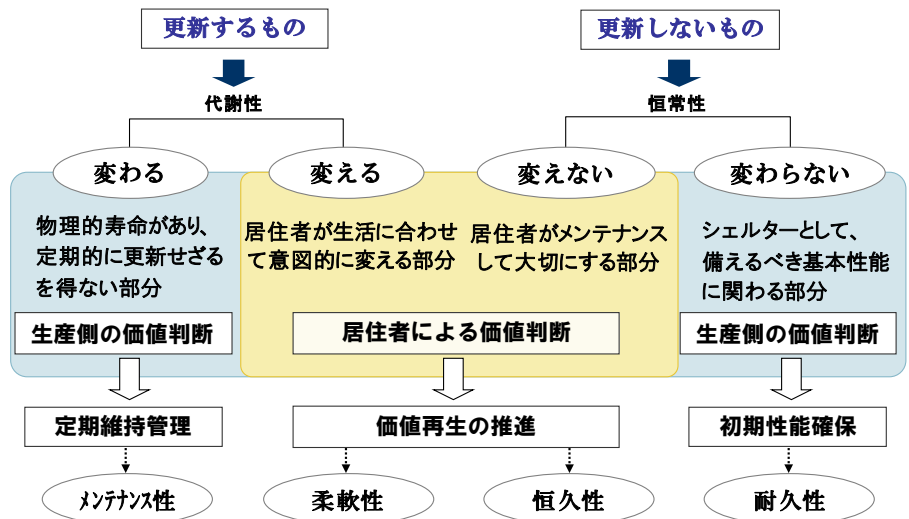 更新するもの
更新しないもの
代謝性
恒常性
変わる
変える
変えない
変わらない
物理的寿命があり、
定期的に更新せざる
を得ない部分
居住者が生活に合わせ
て意図的に変える部分
居住者がメンテナンス
して大切にする部分
シェルターとして、
備えるべき基本性能
に関わる部分
生産側の価値判断
居住者による価値判断
生産側の価値判断
定期維持管理
価値再生の推進
初期性能確保
ﾒﾝﾃﾅﾝｽ性
柔軟性
恒久性
耐久性